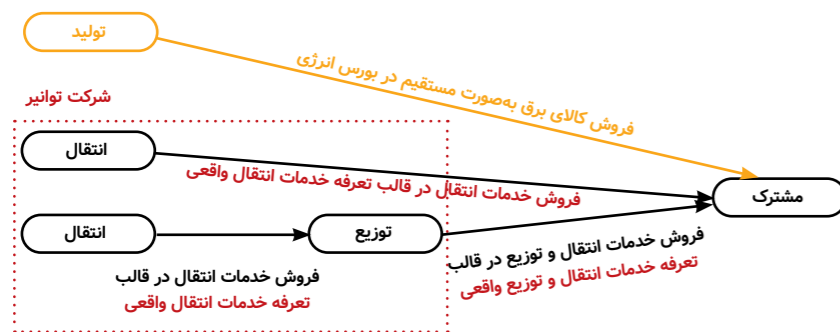 تولید
فروش کالای برق به‌صورت مستقیم در بورس انرژی
شرکت توانیر
انتقال
فروش خدمات انتقال در قالب تعرفه خدمات انتقال واقعی
مشترک
انتقال
توزیع
فروش خدمات انتقال در قالب
تعرفه خدمات انتقال واقعی
فروش خدمات انتقال و توزیع در قالب
تعرفه خدمات انتقال و توزیع واقعی